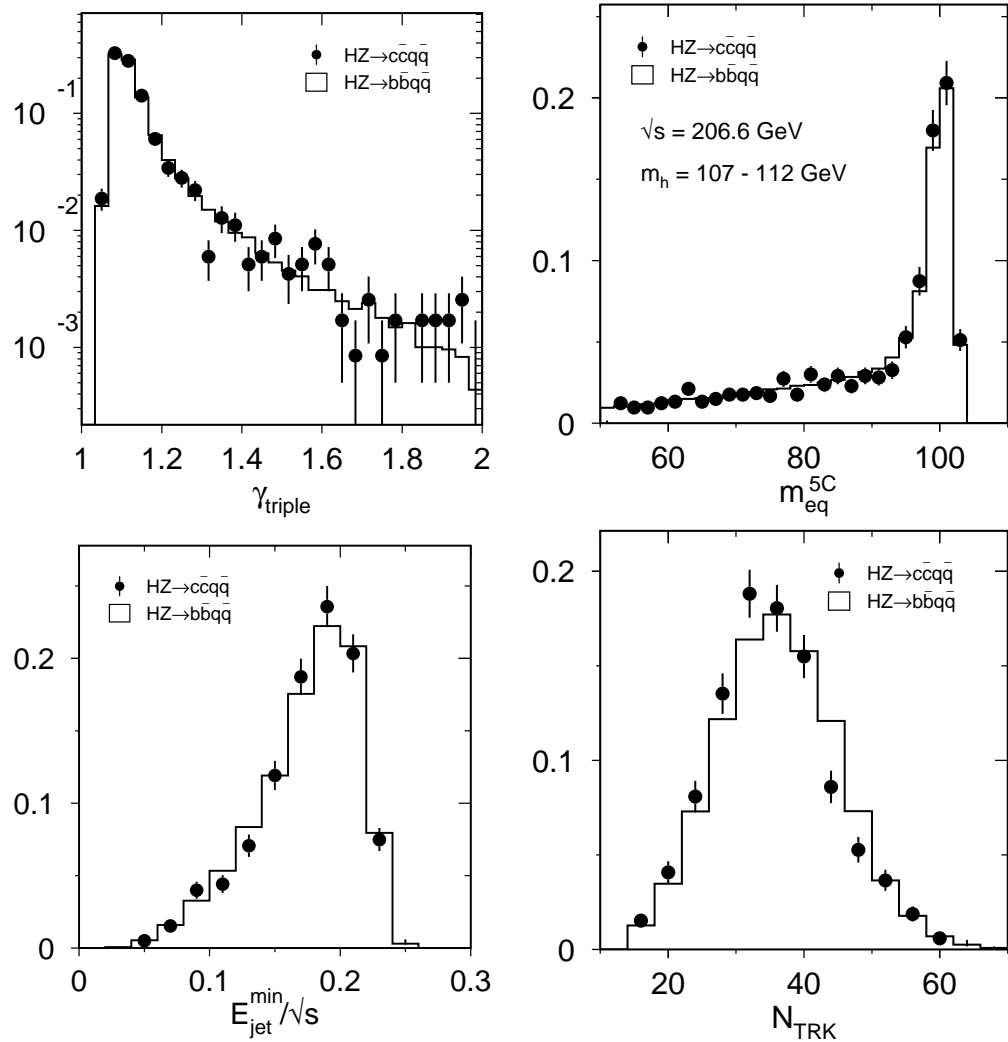 HZ→cc̄qq̄
HZ→bb̄qq̄
10⁻¹
10⁻²
10⁻³
1 1.2 1.4 1.6 1.8 2
γtriple
HZ→cc̄qq̄
HZ→bb̄qq̄
√s = 206.6 GeV
mh = 107 - 112 GeV
0.2
0.1
0
60 80 100
meq5C
HZ→cc̄qq̄
HZ→bb̄qq̄
0.2
0.1
0
0 0.1 0.2 0.3
Ejetmin/√s
HZ→cc̄qq̄
HZ→bb̄qq̄
0.2
0.1
0
20 40 60
NTRK